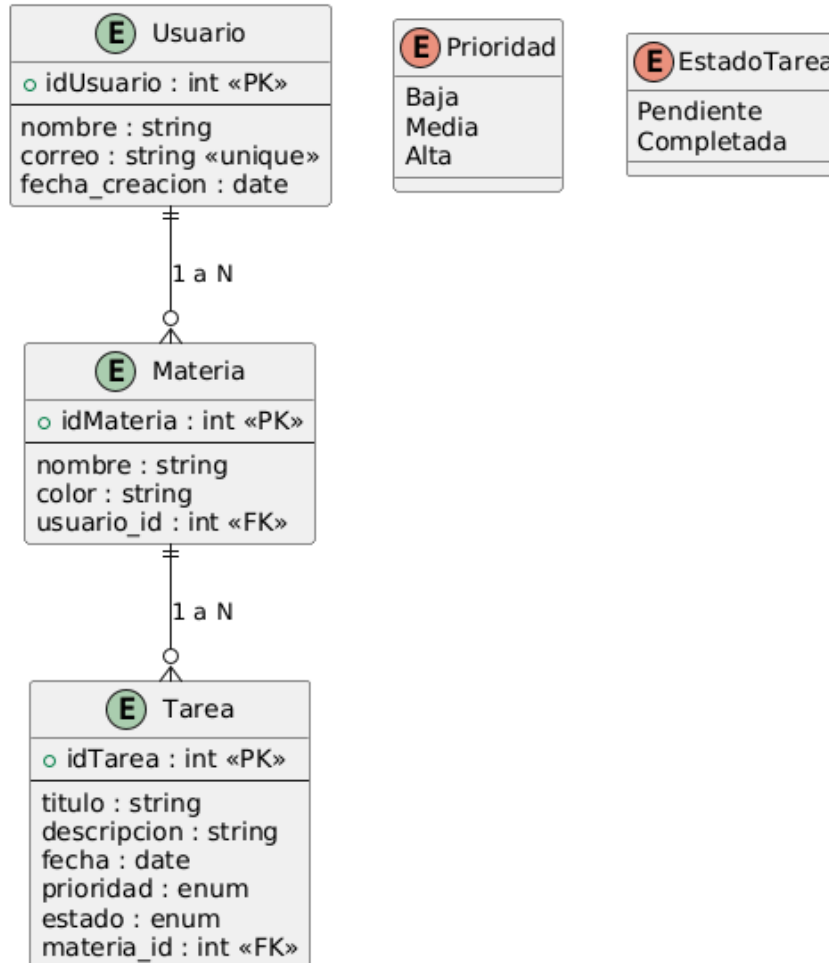 E Usuario
idUsuario : int «PK»
nombre : string
correo : string «unique»
fecha_creacion : date
1 a N
E Materia
idMateria : int «PK»
nombre : string
color : string
usuario_id : int «FK»
1 a N
E Tarea
idTarea : int «PK»
titulo : string
descripcion : string
fecha : date
prioridad : enum
estado : enum
materia_id : int «FK»
E Prioridad
Baja
Media
Alta
E EstadoTarea
Pendiente
Completada